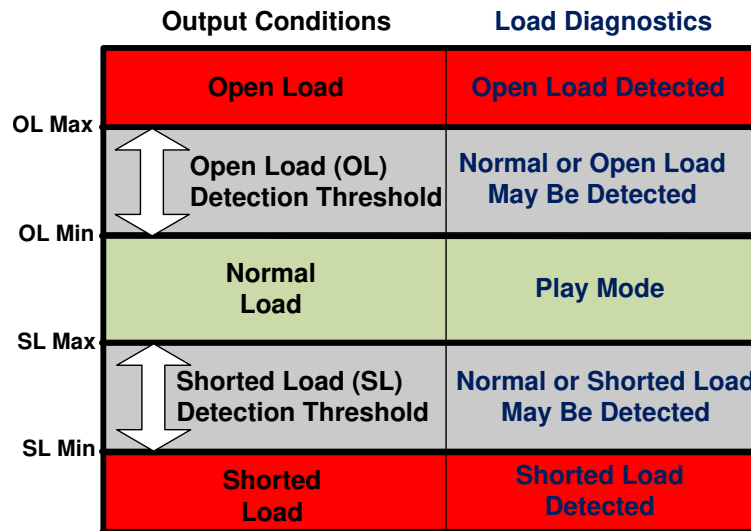 Output Conditions Load Diagnostics
Open Load Open Load Detected
OL Max
Open Load (OL)
Detection Threshold
Normal or Open Load
May Be Detected
OL Min
Normal
Load
Play Mode
SL Max
Shorted Load (SL)
Detection Threshold
Normal or Shorted Load
May Be Detected
SL Min
Shorted
Load
Shorted Load
Detected